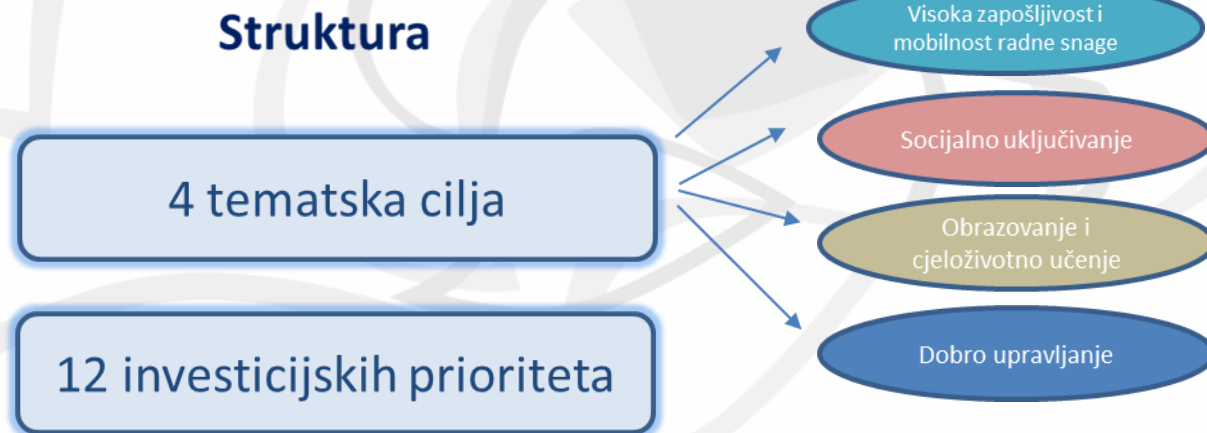 Struktura
4 tematska cilja
12 investicijskih prioriteta
Visoka zapošljivost i
mobilnost radne snage
Socijalno uključivanje
Obrazovanje i
cjeloživotno učenje
Dobro upravljanje